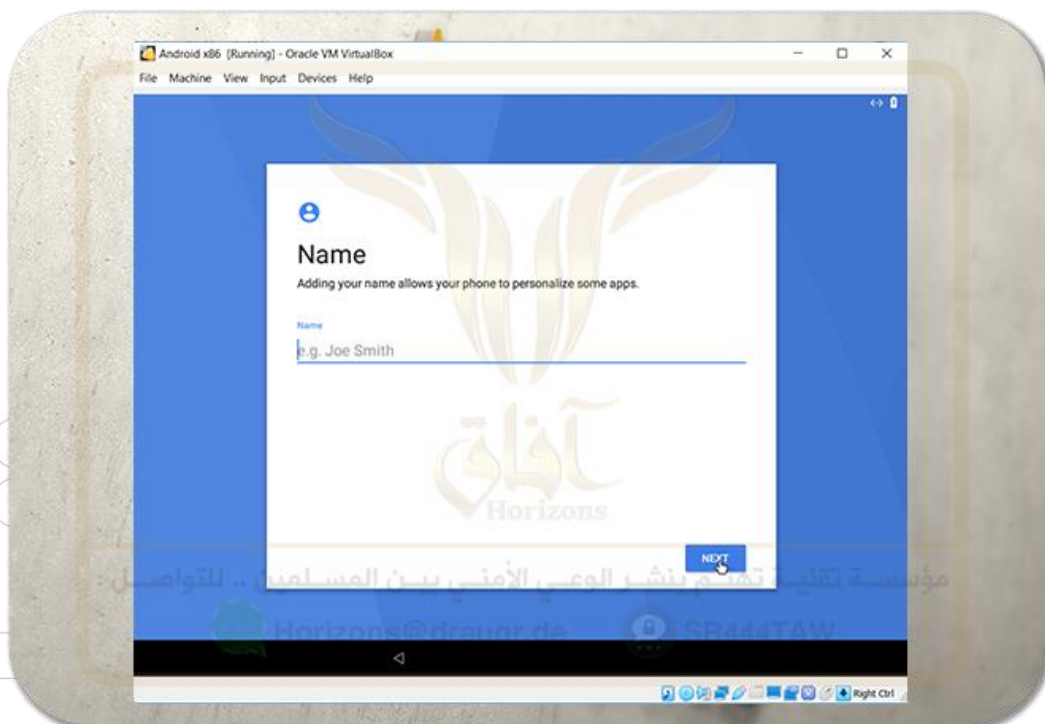 Android x86 [Running] - Oracle VM VirtualBox
File Machine View Input Devices Help
Name
Adding your name allows your phone to personalize some apps.
Name
e.g. Joe Smith
آفاق
Horizons
NEXT
مؤسسة تقنية تهتم بنشر الوعي الأمني بين المسلمين .. للتواصل:
Horizons@draugr.de
SR444TAW
Right Ctrl